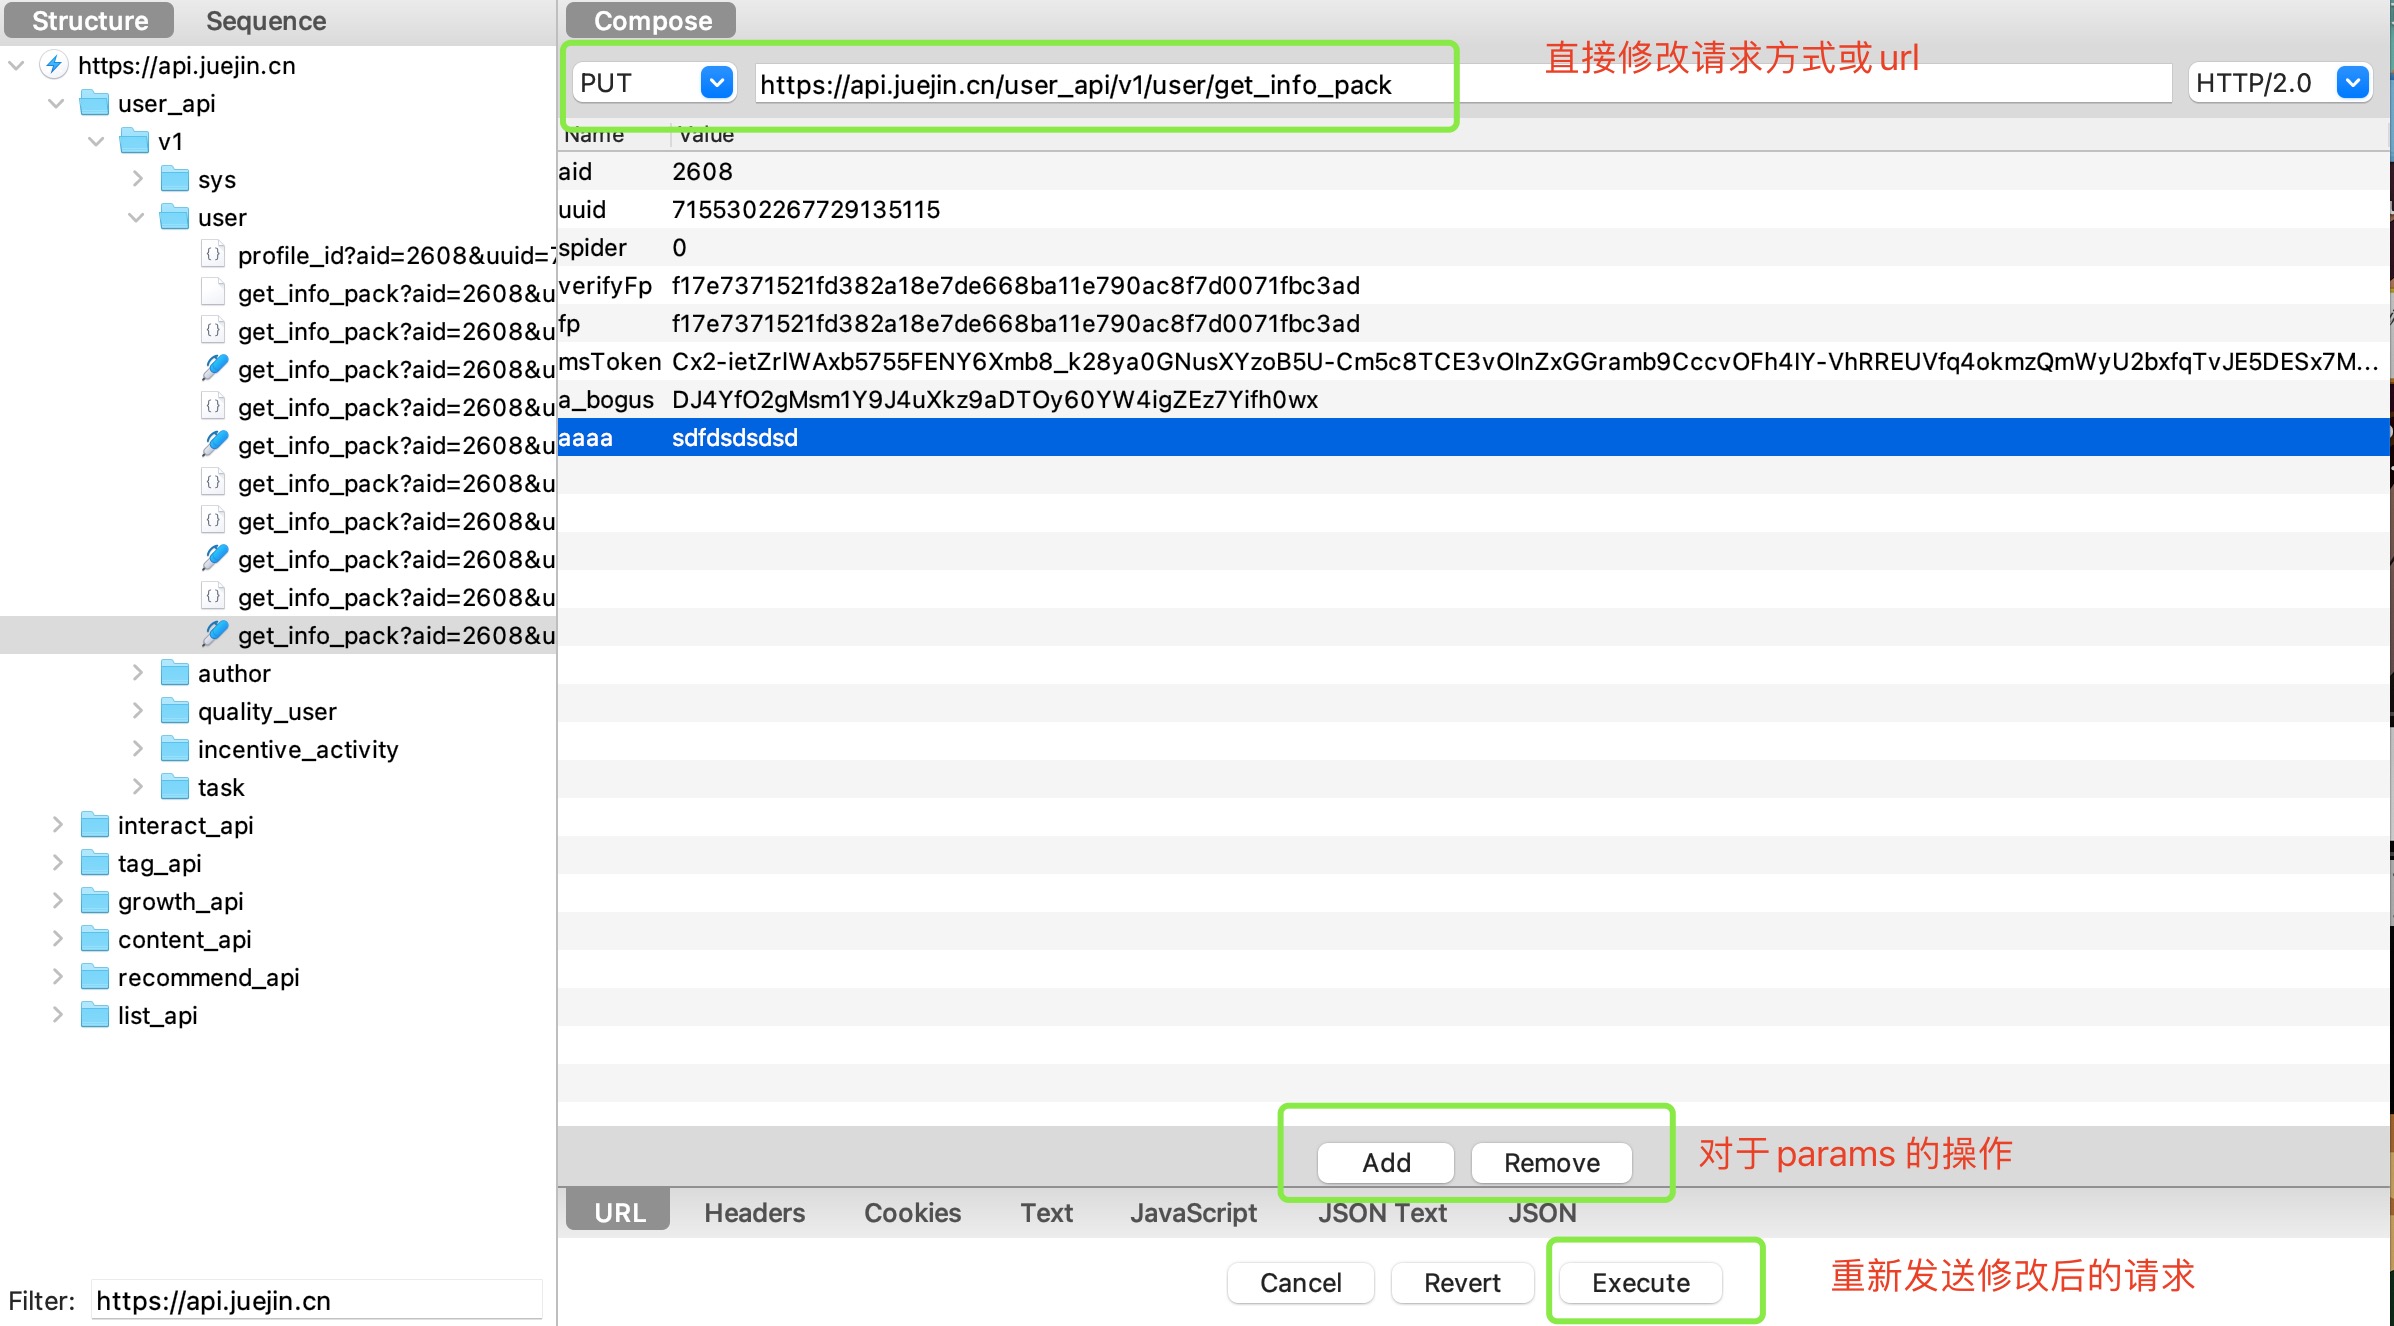 Structure Sequence
https://api.juejin.cn
user_api
v1
sys
user
profile_id?aid=2608&uuid=7
get_info_pack?aid=2608&u
get_info_pack?aid=2608&u
get_info_pack?aid=2608&u
get_info_pack?aid=2608&u
get_info_pack?aid=2608&u
get_info_pack?aid=2608&u
get_info_pack?aid=2608&u
get_info_pack?aid=2608&u
get_info_pack?aid=2608&u
get_info_pack?aid=2608&u
author
quality_user
incentive_activity
task
interact_api
tag_api
growth_api
content_api
recommend_api
list_api
Filter: https://api.juejin.cn
Compose
直接修改请求方式或url
PUT https://api.juejin.cn/user_api/v1/user/get_info_pack HTTP/2.0
Name Value
aid 2608
uuid 7155302267729135115
spider 0
verifyFp f17e7371521fd382a18e7de668ba11e790ac8f7d0071fbc3ad
fp f17e7371521fd382a18e7de668ba11e790ac8f7d0071fbc3ad
msToken Cx2-ietZrlWAxb5755FENY6Xmb8_k28ya0GNusXYzoB5U-Cm5c8TCE3vOlnZxGGramb9CccvOFh4lY-VhRREUVfq4okmzQmWyU2bxfqTvJE5DESx7M...
a_bogus DJ4YfO2gMsm1Y9J4uXkz9aDTOy60YW4igZEz7Yifh0wx
aaaa sdfdsdsdsd
Add Remove 对于params 的操作
URL Headers Cookies Text JavaScript JSON Text JSON
Cancel Revert Execute 重新发送修改后的请求